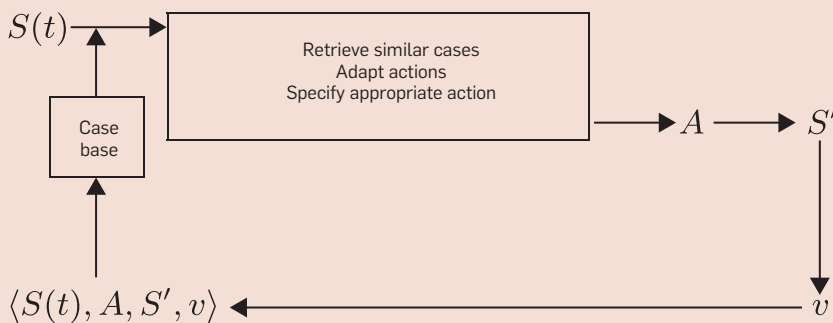 S(t)
Retrieve similar cases
Adapt actions
Specify appropriate action
Case
base
A
S'
⟨S(t), A, S', v⟩
v